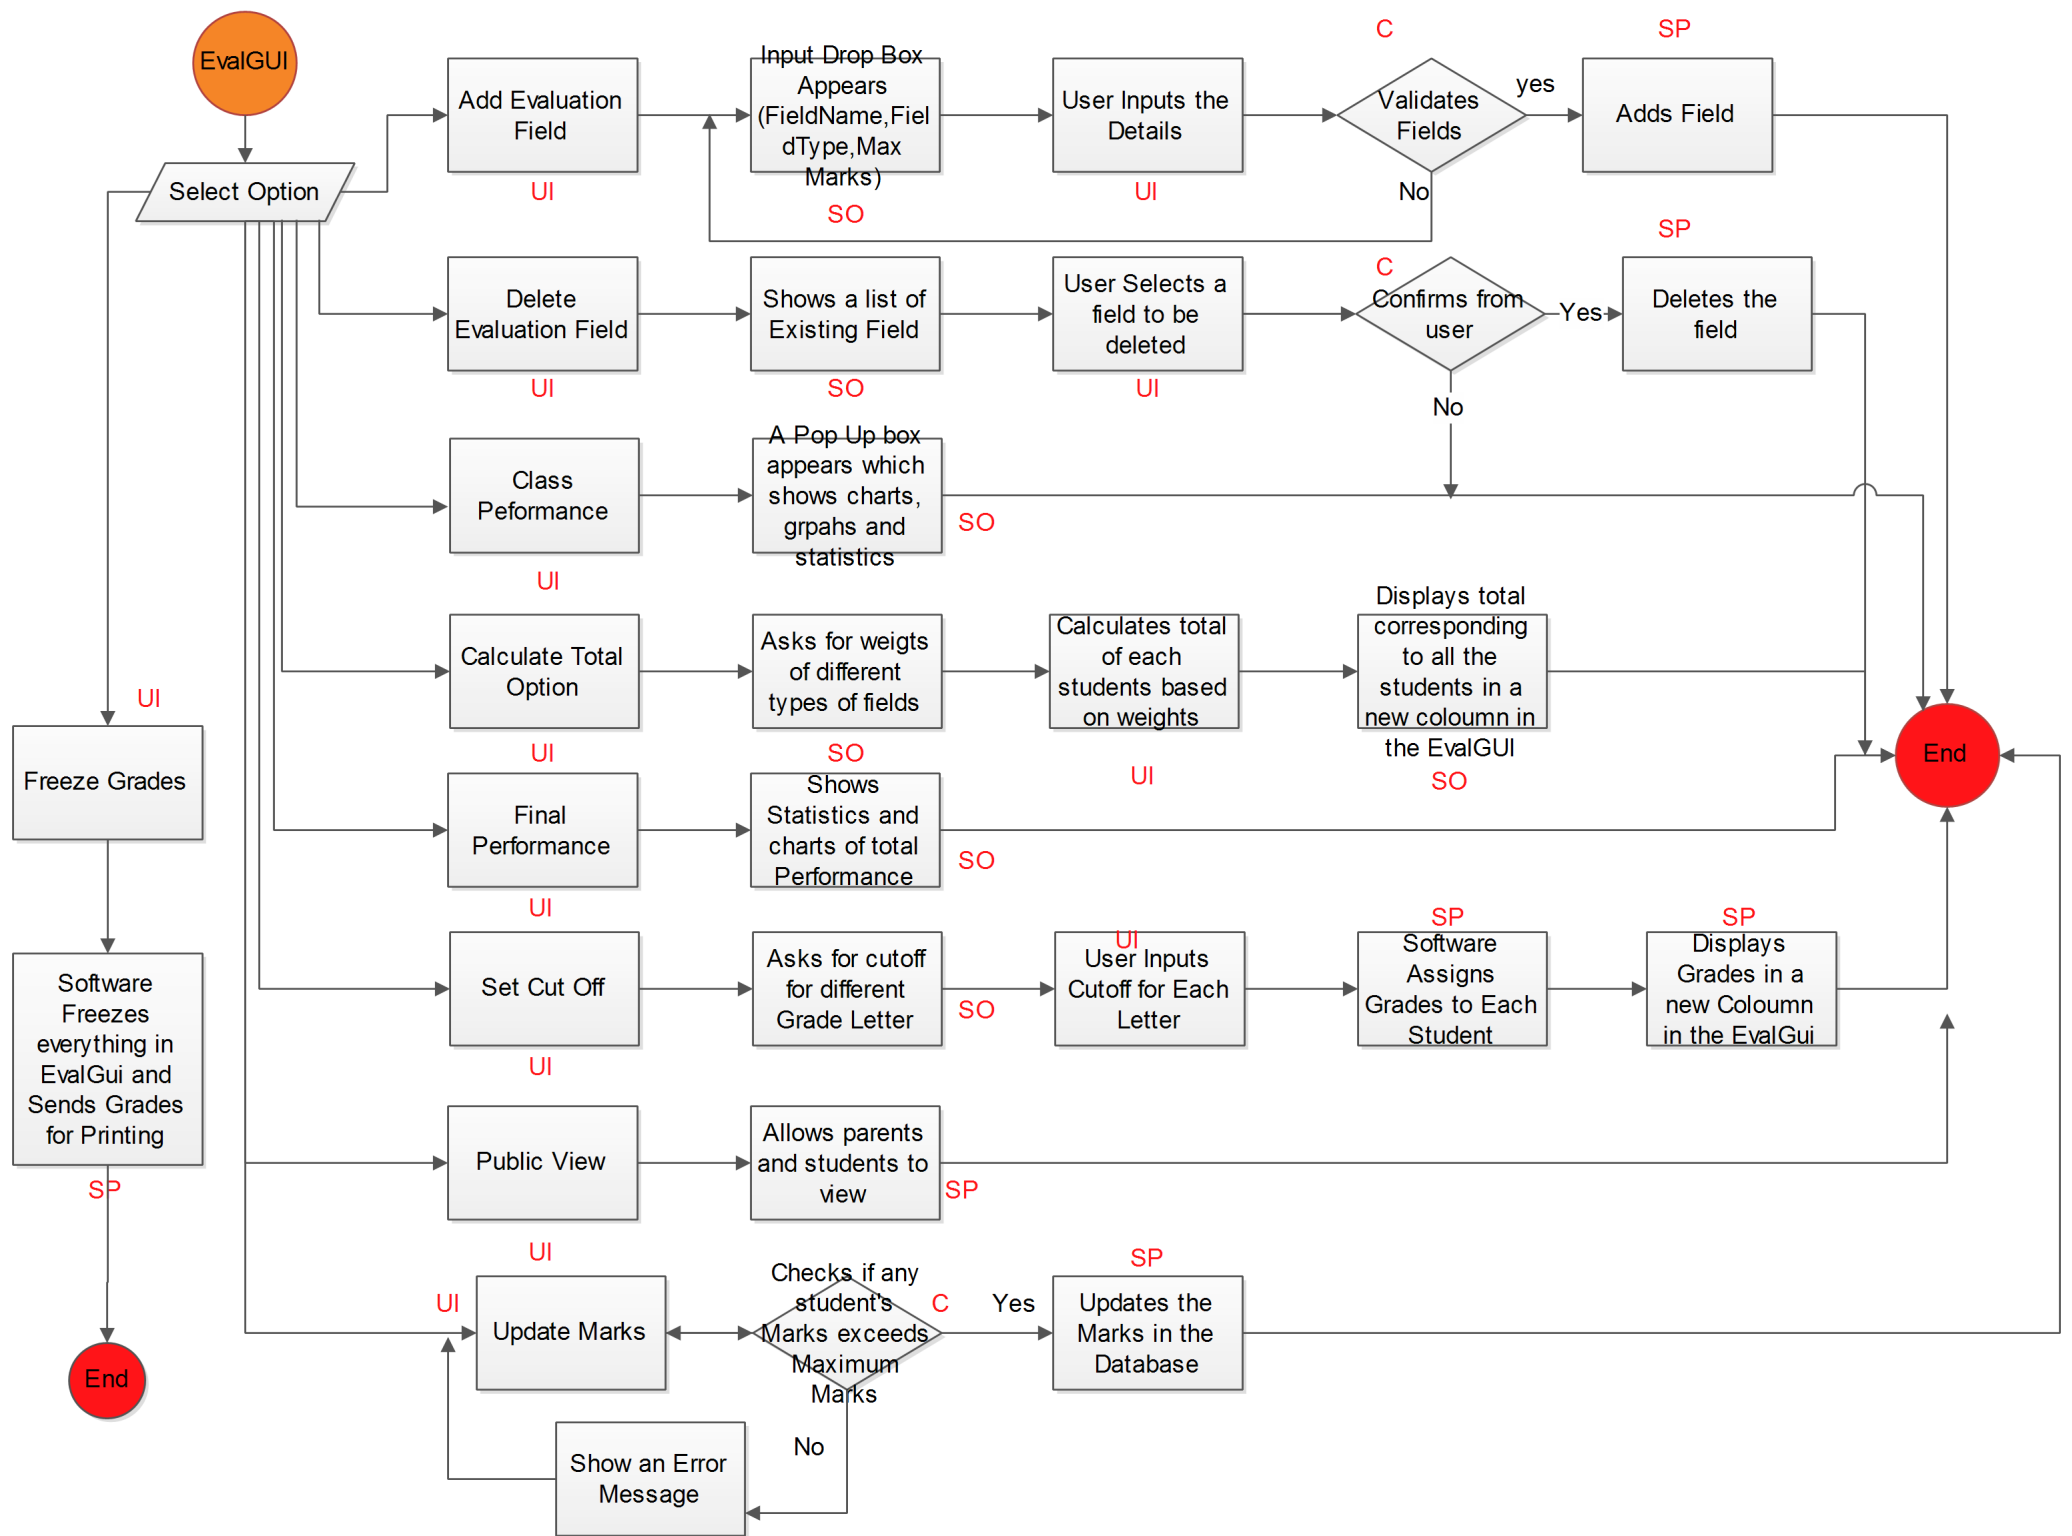 EvalGUI
Select Option
Add Evaluation
Field
UI
Input Drop Box
Appears
(FieldName,Fiel
dType,Max
Marks)
SO
User Inputs the
Details
UI
C
Validates
Fields
yes
No
SP
Adds Field
Delete
Evaluation Field
UI
Shows a list of
Existing Field
SO
User Selects a
field to be
deleted
UI
C
Confirms from
user
Yes
No
SP
Deletes the
field
Class
Peformance
UI
A Pop Up box
appears which
shows charts,
grpahs and
statistics
SO
Calculate Total
Option
UI
Asks for weigts
of different
types of fields
SO
Calculates total
of each
students based
on weights
UI
Displays total
corresponding
to all the
students in a
new coloumn in
the EvalGUI
SO
End
Final
Performance
UI
Shows
Statistics and
charts of total
Performance
SO
Set Cut Off
UI
Asks for cutoff
for different
Grade Letter
SO
UI
User Inputs
Cutoff for Each
Letter
SP
Software
Assigns
Grades to Each
Student
SP
Displays
Grades in a
new Coloumn
in the EvalGui
Public View
UI
Allows parents
and students to
view
SP
UI
Update Marks
Checks if any
student's
Marks exceeds
Maximum
Marks
C
Yes
No
SP
Updates the
Marks in the
Database
Show an Error
Message
UI
Freeze Grades
Software
Freezes
everything in
EvalGui and
Sends Grades
for Printing
SP
End